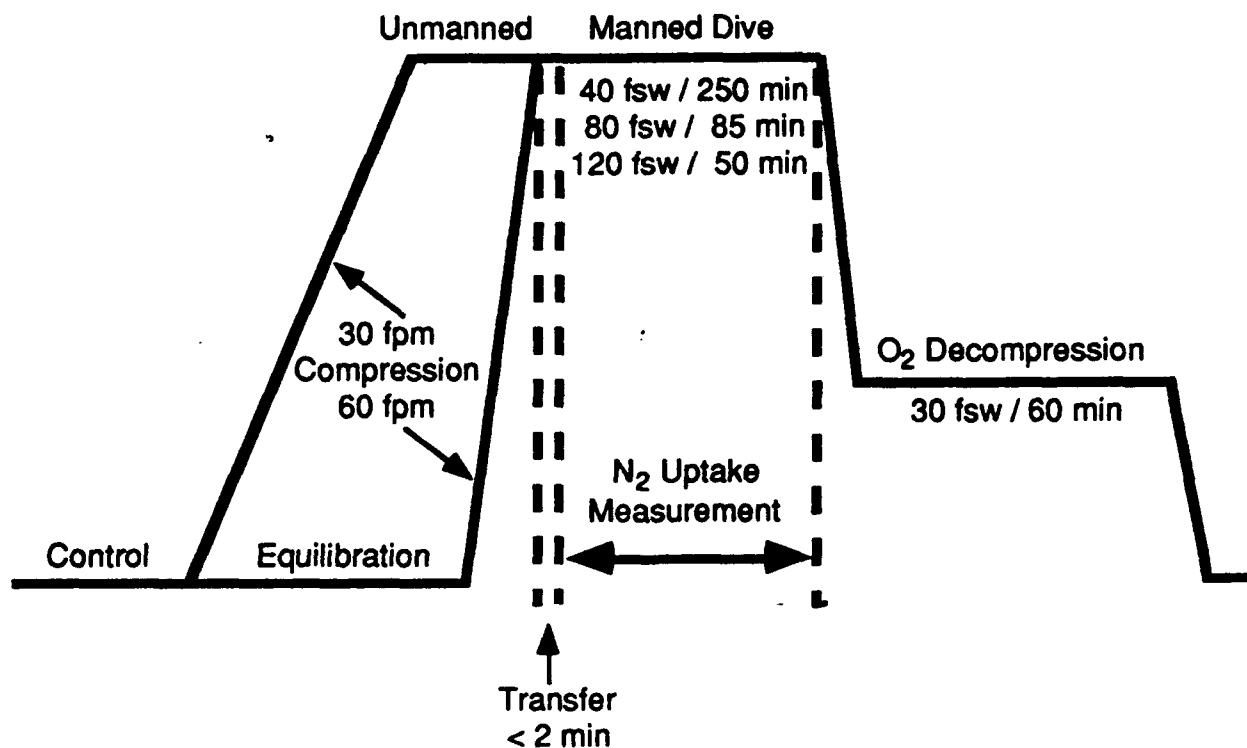 Unmanned
Manned Dive
40 fsw / 250 min
80 fsw / 85 min
120 fsw / 50 min
30 fpm
Compression
60 fpm
O₂ Decompression
30 fsw / 60 min
N₂ Uptake
Measurement
Control
Equilibration
Transfer
< 2 min